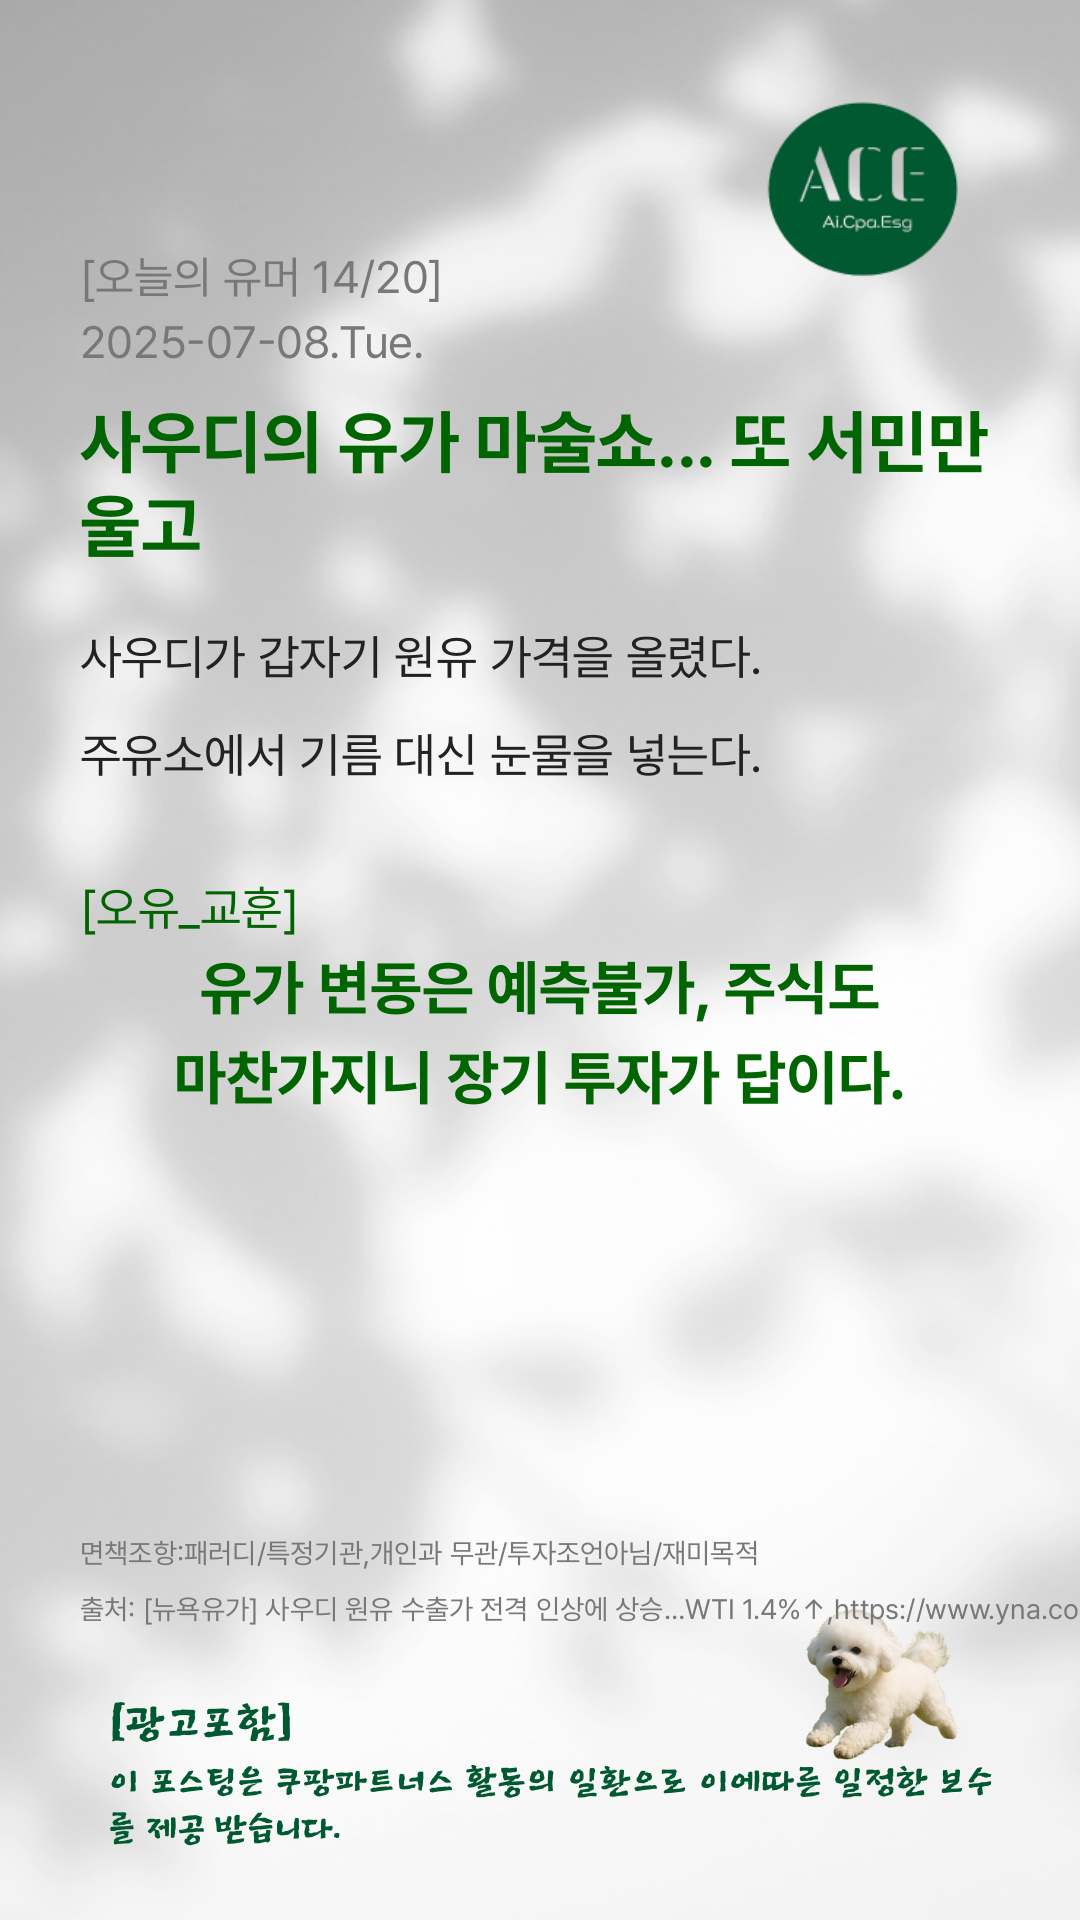 ACE
Ai.Cpa.Esg
[오늘의 유머 14/20]
2025-07-08.Tue.
사우디의 유가 마술쇼... 또 서민만
울고
사우디가 갑자기 원유 가격을 올렸다.
주유소에서 기름 대신 눈물을 넣는다.
[오유_교훈]
유가 변동은 예측불가, 주식도
마찬가지니 장기 투자가 답이다.
면책조항:패러디/특정기관,개인과 무관/투자조언아님/재미목적
출처: [뉴욕유가] 사우디 원유 수출가 전격 인상에 상승...WTI 1.4%↑,https://www.yna.co
[광고포함]
이 포스팅은 쿠팡파트너스 활동의 일환으로 이에따른 일정한 보수
를 제공 받습니다.